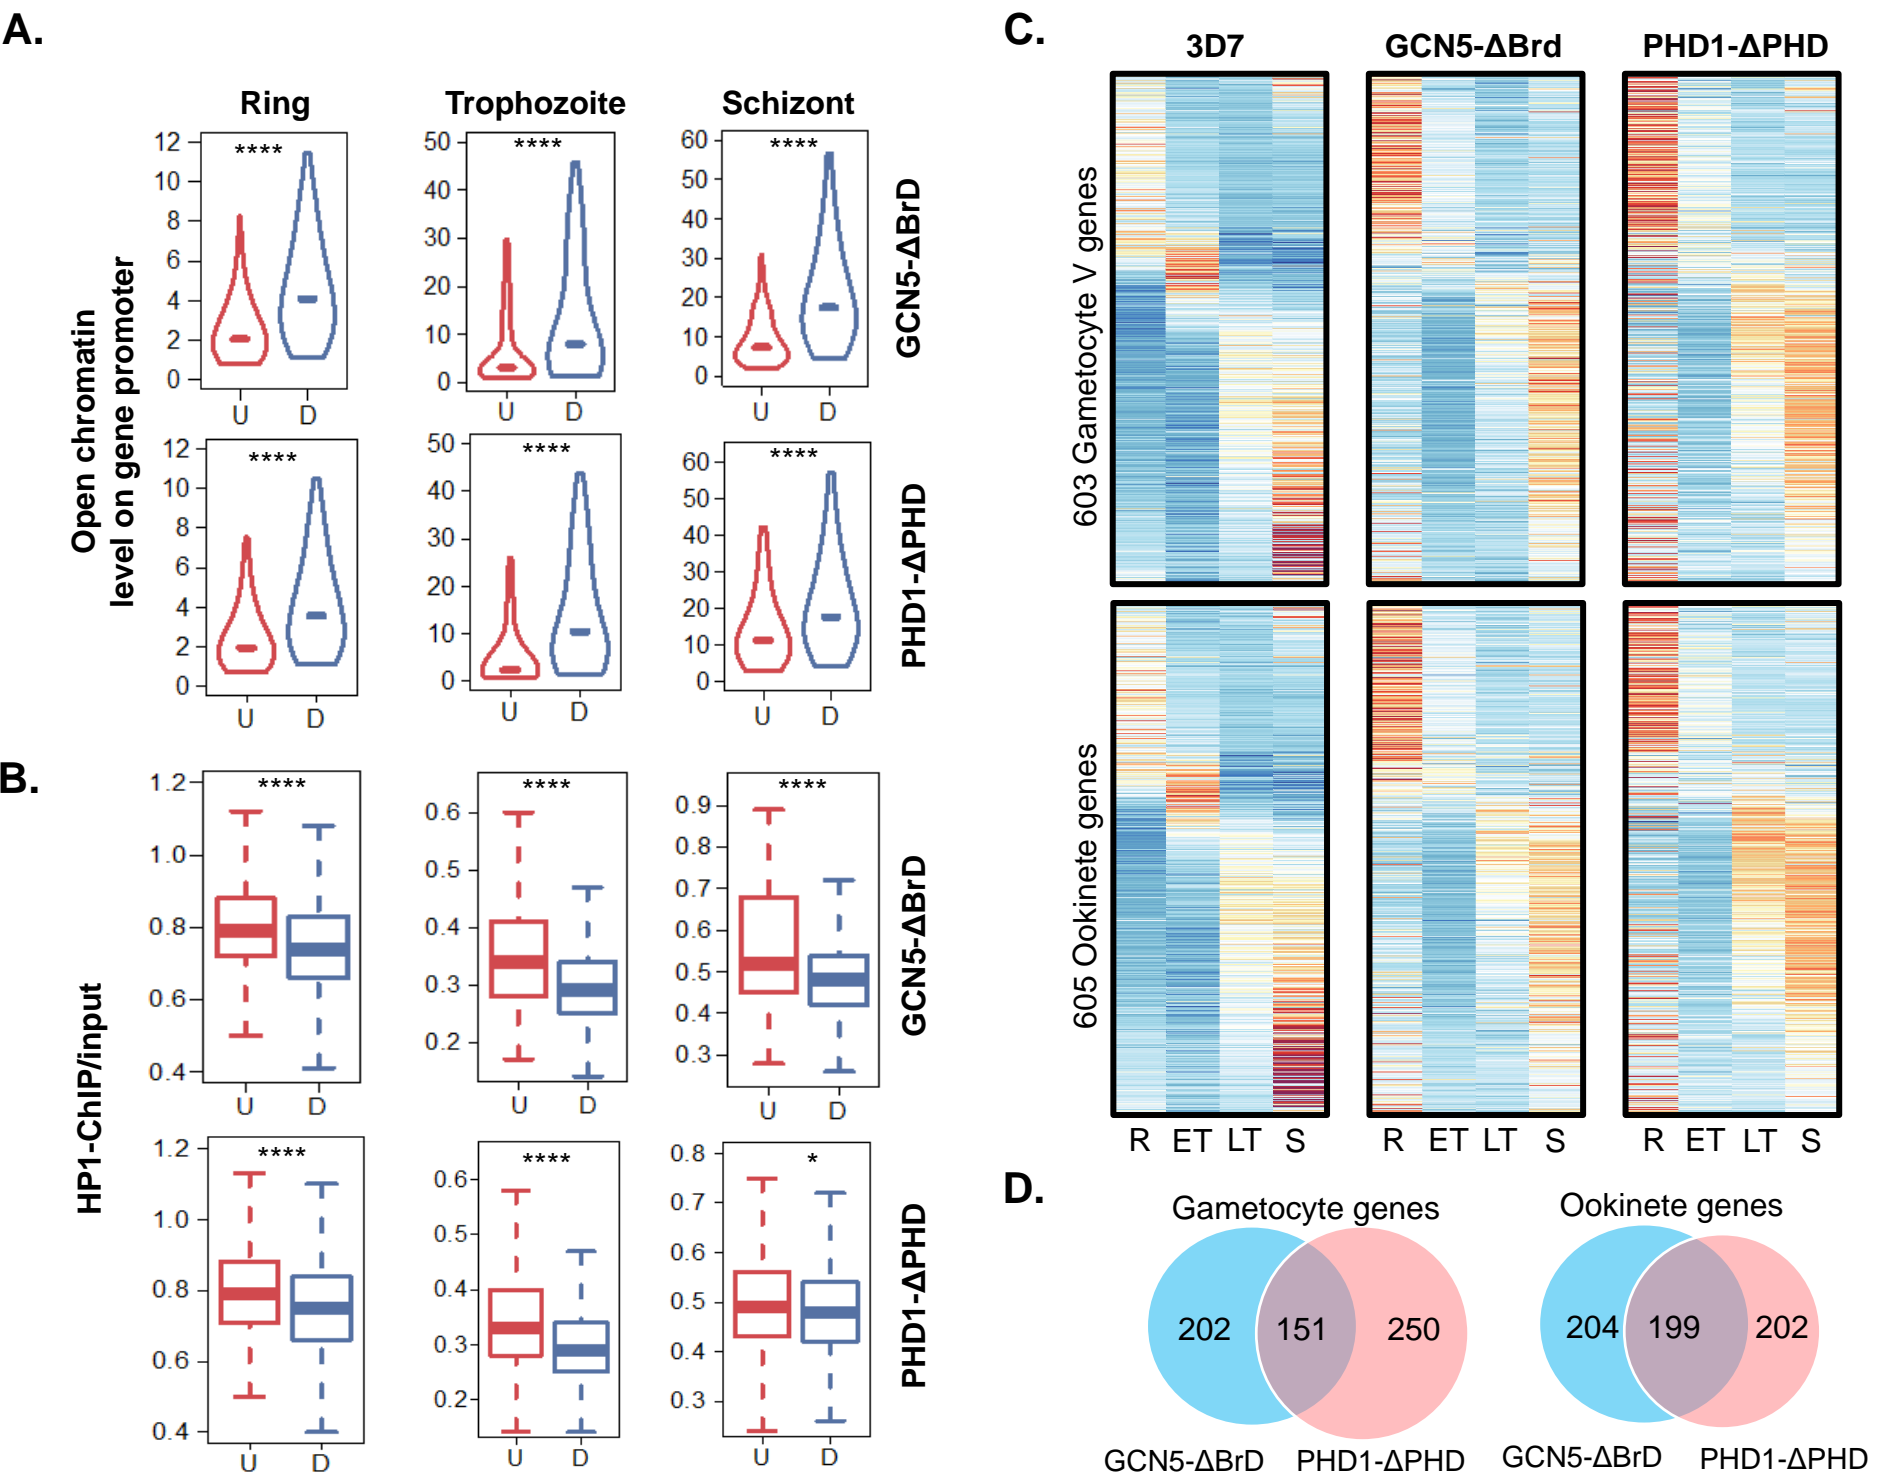 A.
Ring
Trophozoite
Schizont
Open chromatin
level on gene promoter
12
10
8
6
4
2
0
****
U
D
50
40
30
20
10
0
****
U
D
60
50
40
30
20
10
0
****
U
D
GCN5-ΔBrD
12
10
8
6
4
2
0
****
U
D
50
40
30
20
10
0
****
U
D
60
50
40
30
20
10
0
****
U
D
PHD1-ΔPHD
B.
HP1-ChIP/input
1.2
1.0
0.8
0.6
0.4
****
U
D
0.6
0.5
0.4
0.3
0.2
****
U
D
0.9
0.8
0.7
0.6
0.5
0.4
0.3
****
U
D
GCN5-ΔBrD
1.2
1.0
0.8
0.6
0.4
****
U
D
0.6
0.5
0.4
0.3
0.2
****
U
D
0.8
0.7
0.6
0.5
0.4
0.3
*
U
D
PHD1-ΔPHD
C.
3D7
GCN5-ΔBrd
PHD1-ΔPHD
603 Gametocyte V genes
605 Ookinete genes
R ET LT S
R ET LT S
R ET LT S
D.
Gametocyte genes
202
151
250
GCN5-ΔBrD
PHD1-ΔPHD
Ookinete genes
204
199
202
GCN5-ΔBrD
PHD1-ΔPHD